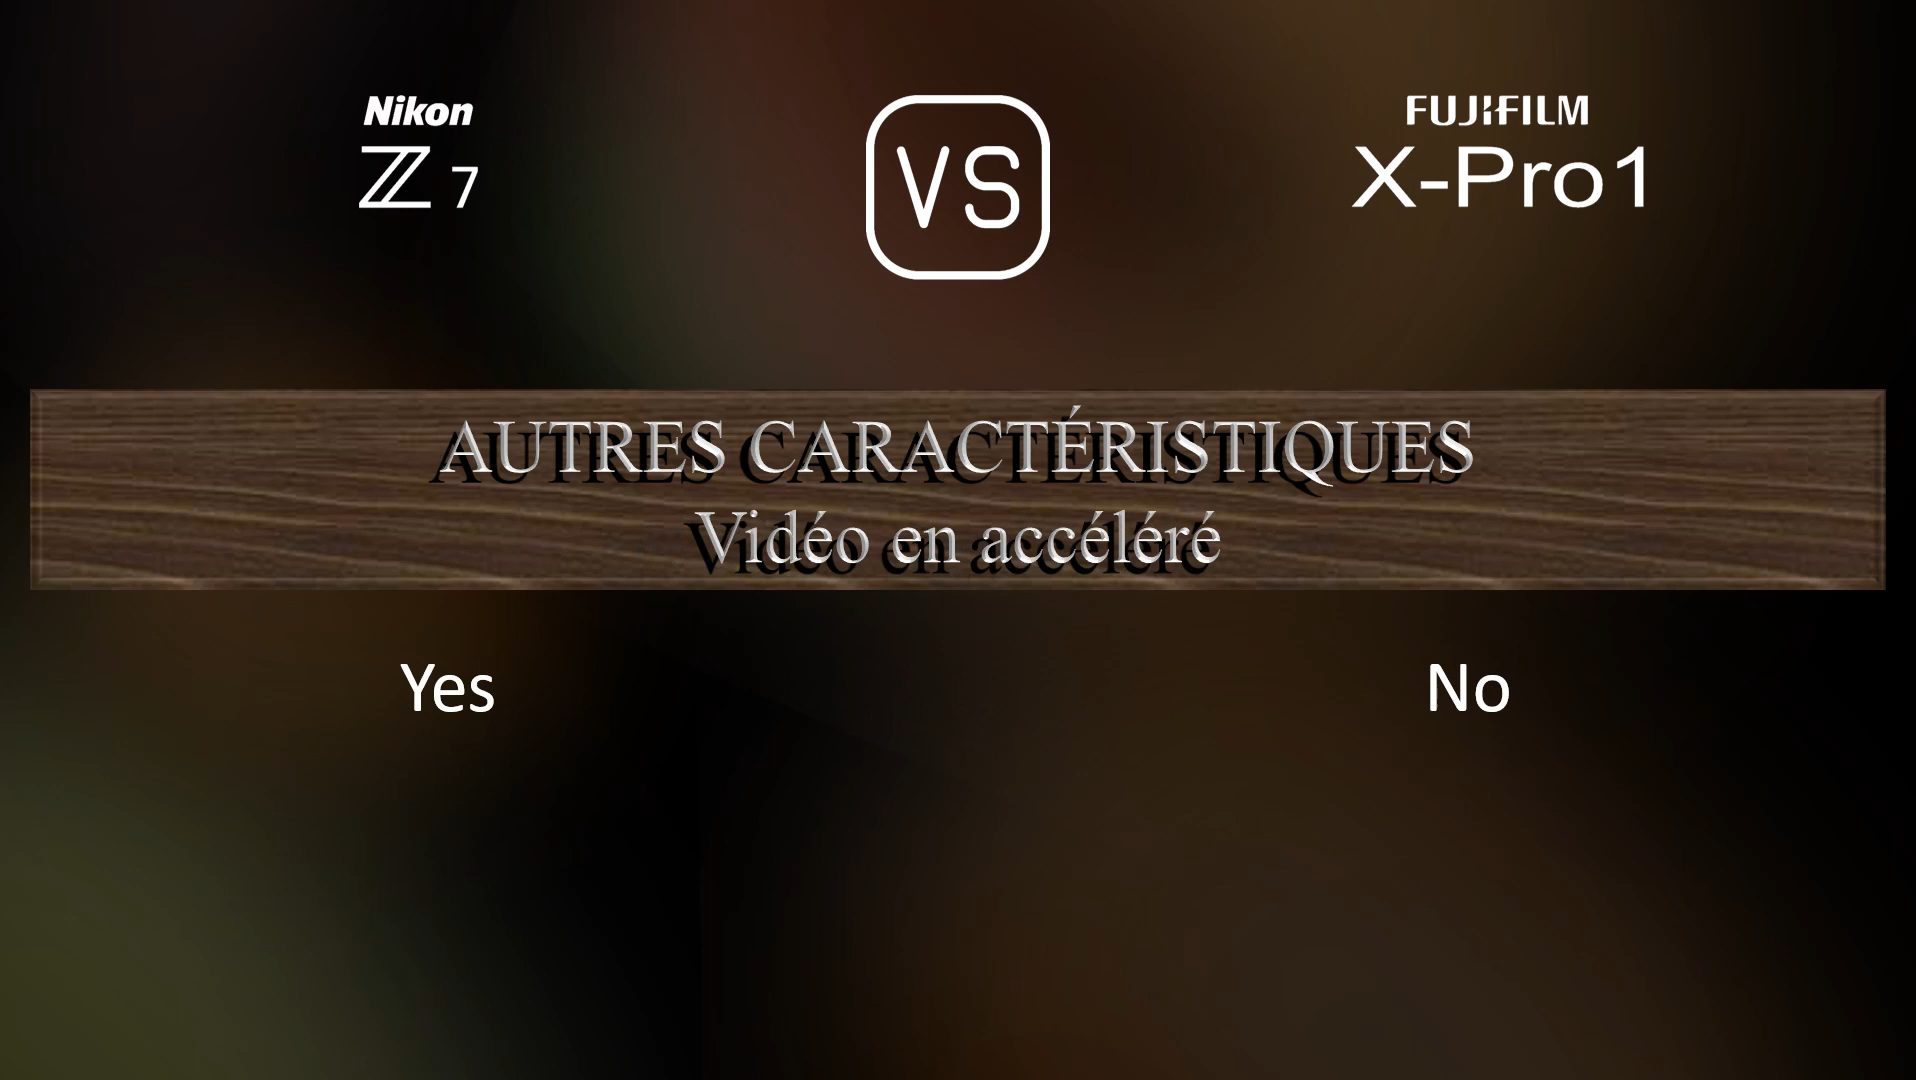 Nikon
Z 7
VS
FUJIFILM
X-Pro1
AUTRES CARACTÉRISTIQUES
Vidéo en accéléré
Yes
No